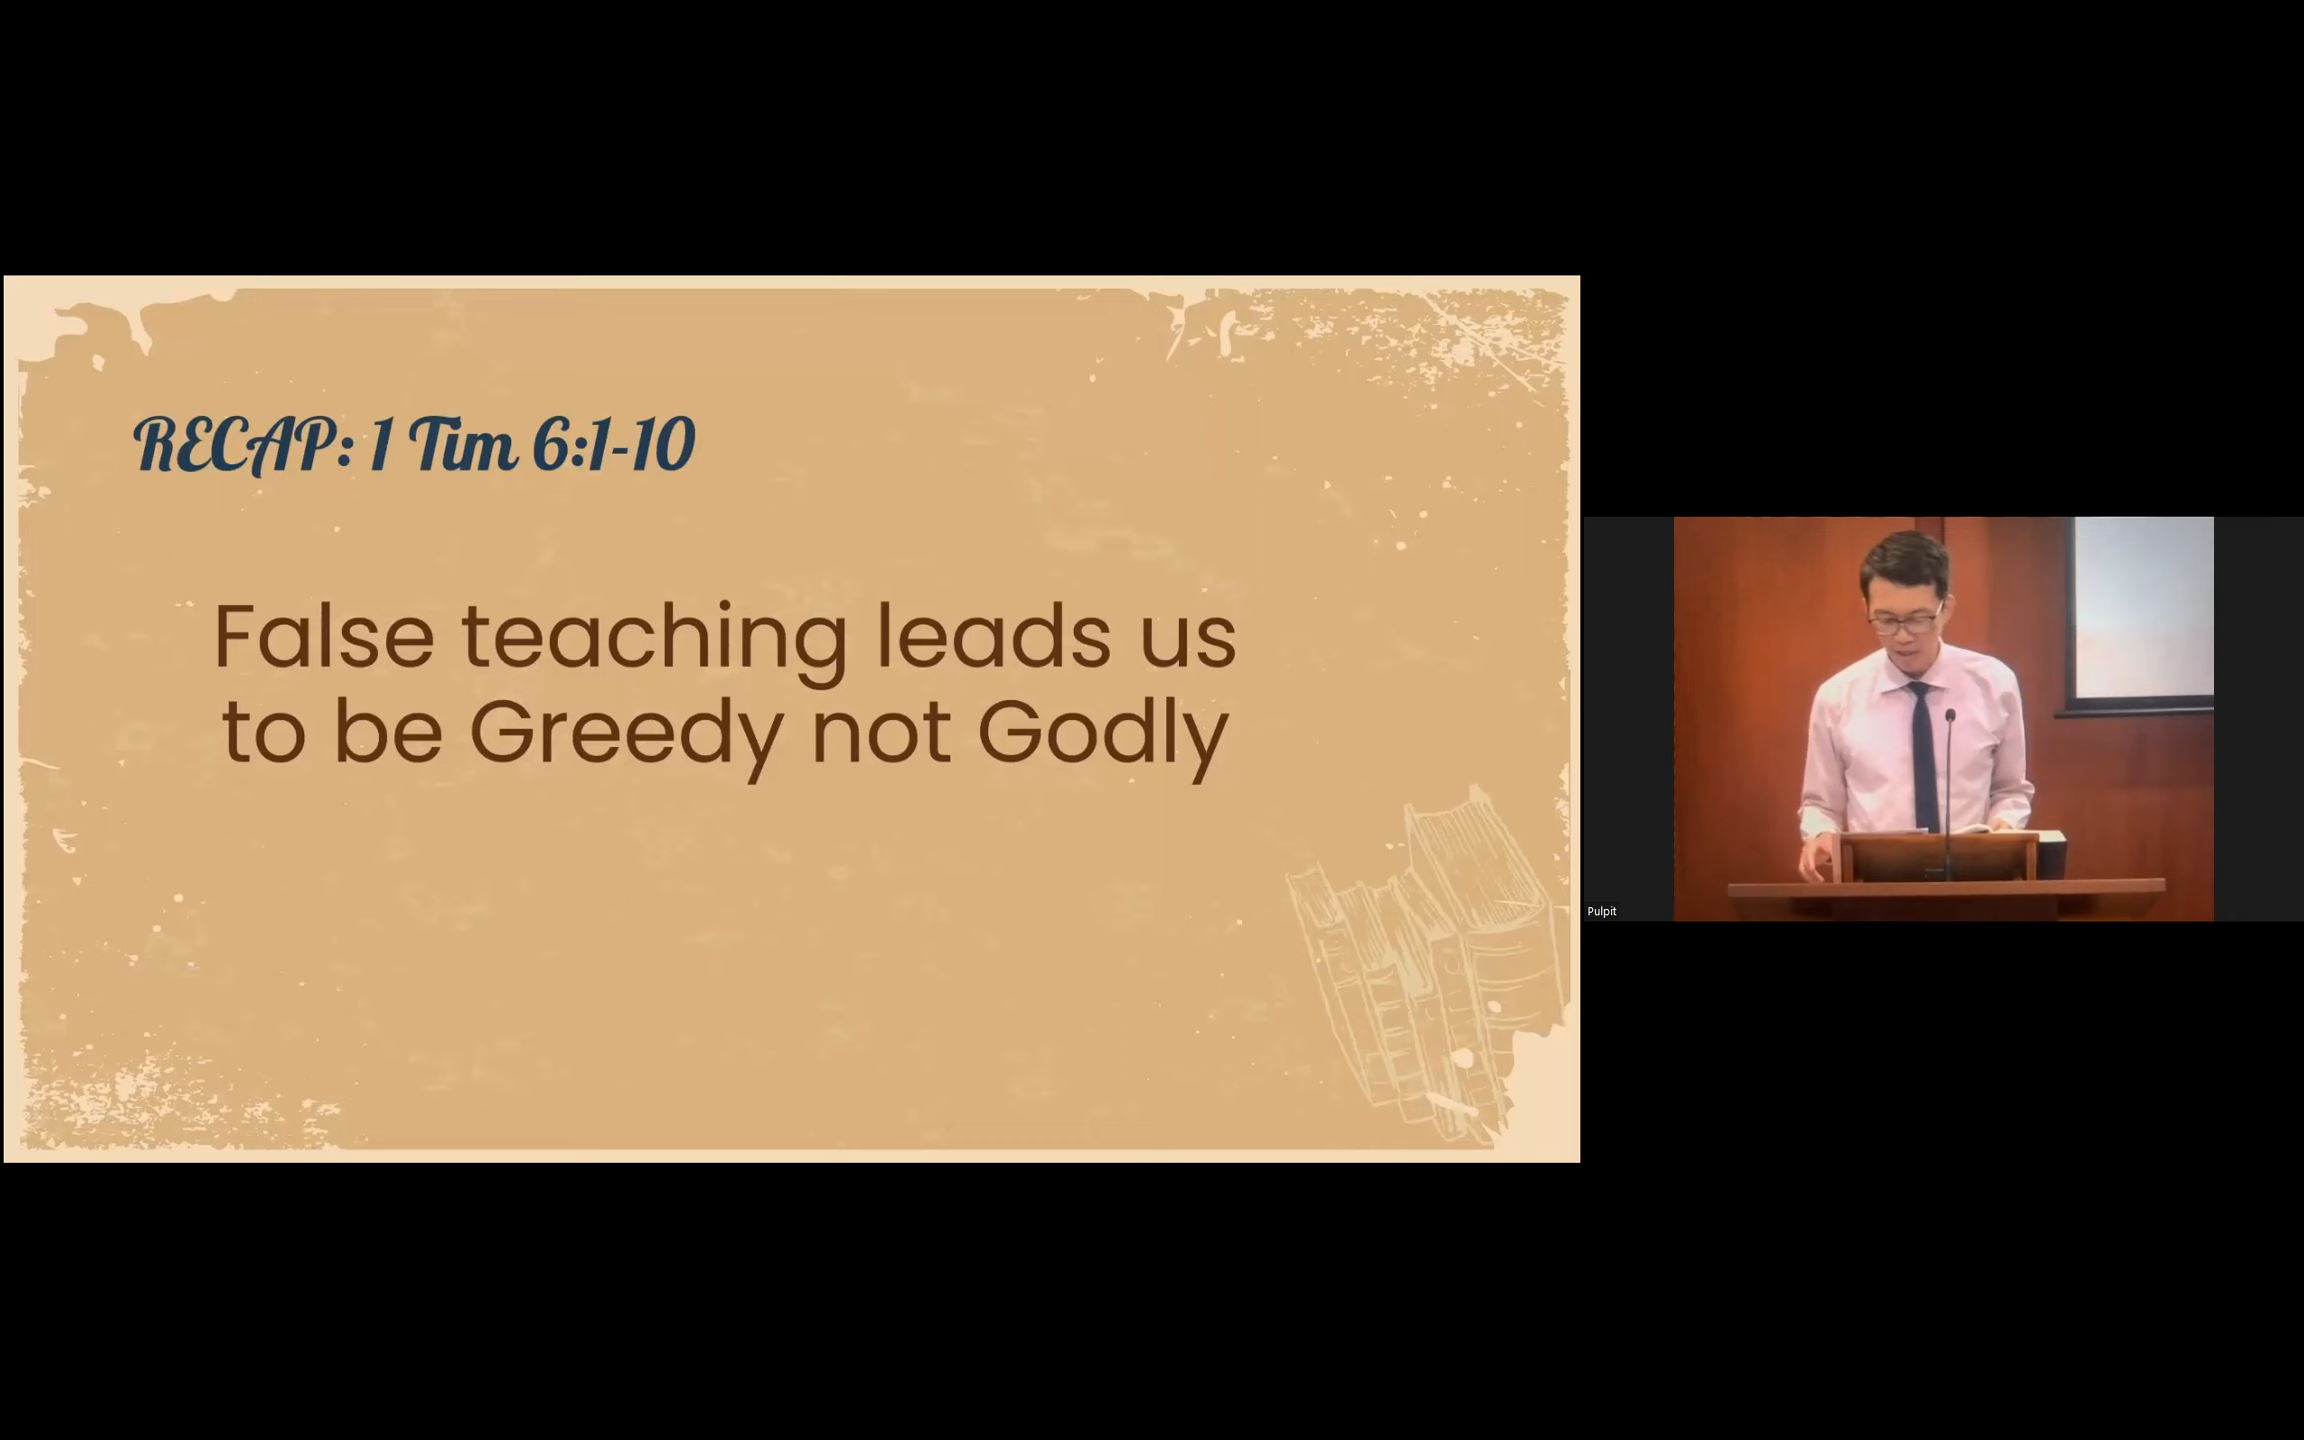 RECAP: 1 Tim 6:1-10
False teaching leads us
to be Greedy not Godly
Pulpit